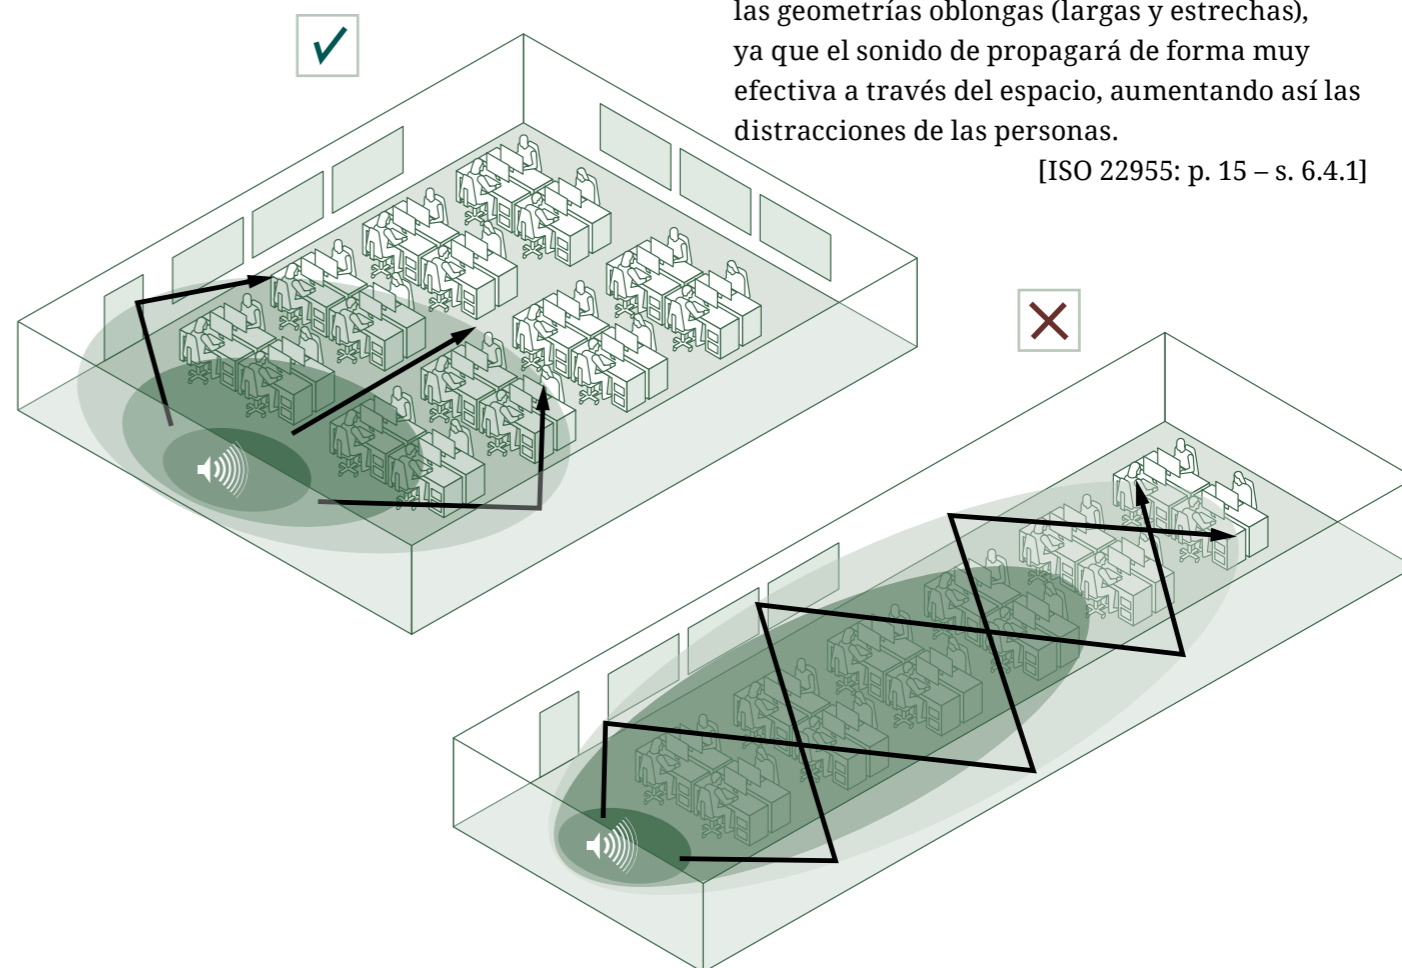 las geometrías oblongas (largas y estrechas),
ya que el sonido de propagará de forma muy
efectiva a través del espacio, aumentando así las
distracciones de las personas.
[ISO 22955: p. 15 – s. 6.4.1]